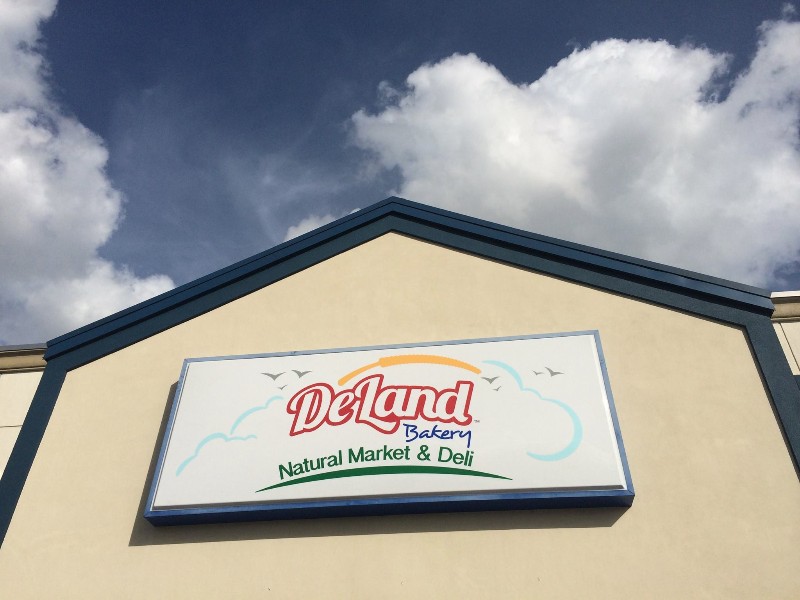 DeLand
Bakery
Natural Market & Deli